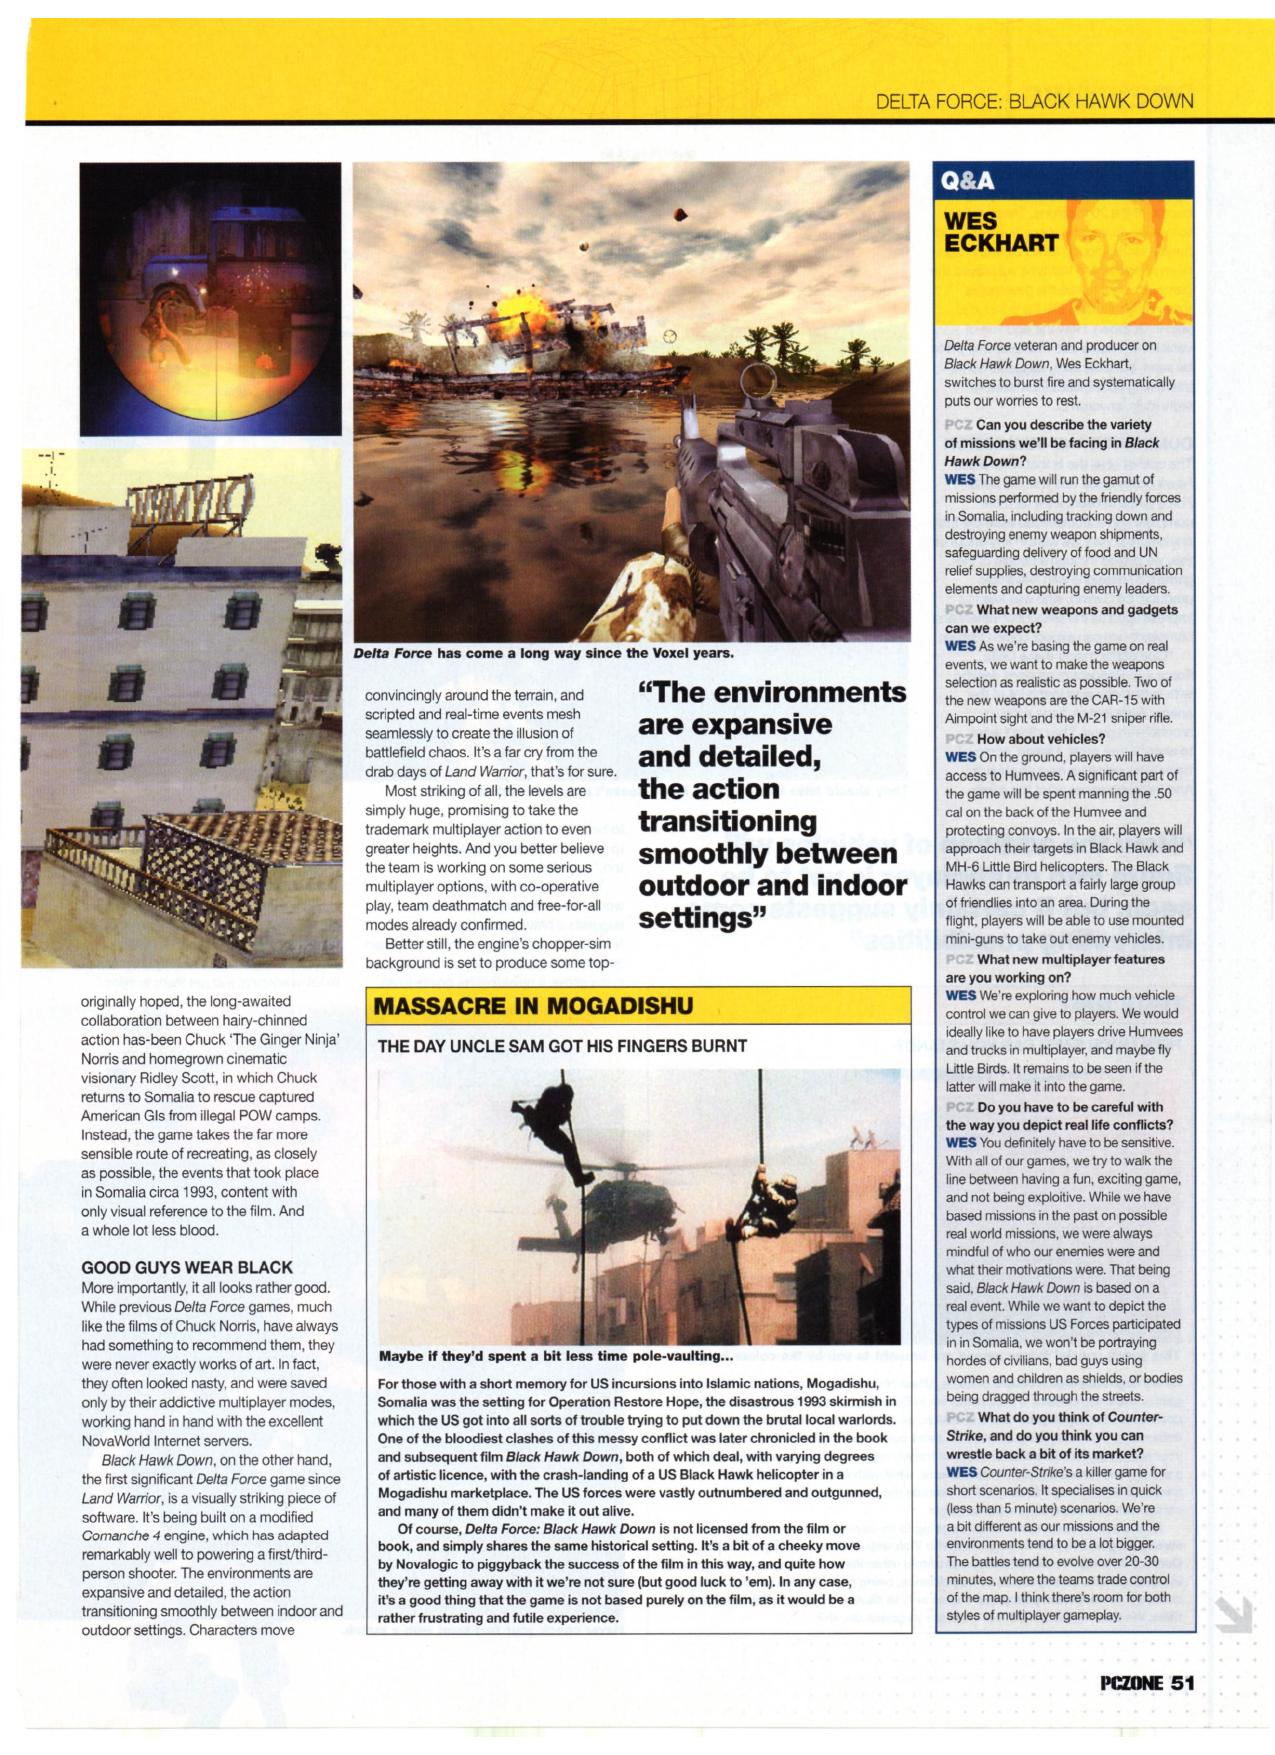 DELTA FORCE: BLACK HAWK DOWN
OLYMPIC
Delta Force has come a long way since the Voxel years.
originally hoped, the long-awaited
collaboration between hairy-chinned
action has-been Chuck 'The Ginger Ninja'
Norris and homegrown cinematic
visionary Ridley Scott, in which Chuck
returns to Somalia to rescue captured
American GIs from illegal POW camps.
Instead, the game takes the far more
sensible route of recreating, as closely
as possible, the events that took place
in Somalia circa 1993, content with
only visual reference to the film. And
a whole lot less blood.
GOOD GUYS WEAR BLACK
More importantly, it all looks rather good.
While previous Delta Force games, much
like the films of Chuck Norris, have always
had something to recommend them, they
were never exactly works of art. In fact,
they often looked nasty, and were saved
only by their addictive multiplayer modes,
working hand in hand with the excellent
NovaWorld Internet servers.
Black Hawk Down, on the other hand,
the first significant Delta Force game since
Land Warrior, is a visually striking piece of
software. It's being built on a modified
Comanche 4 engine, which has adapted
remarkably well to powering a first/third-
person shooter. The environments are
expansive and detailed, the action
transitioning smoothly between indoor and
outdoor settings. Characters move
convincingly around the terrain, and
scripted and real-time events mesh
seamlessly to create the illusion of
battlefield chaos. It's a far cry from the
drab days of Land Warrior, that's for sure.
Most striking of all, the levels are
simply huge, promising to take the
trademark multiplayer action to even
greater heights. And you better believe
the team is working on some serious
multiplayer options, with co-operative
play, team deathmatch and free-for-all
modes already confirmed.
Better still, the engine's chopper-sim
background is set to produce some top-
"The environments
are expansive
and detailed,
the action
transitioning
smoothly between
outdoor and indoor
settings"
MASSACRE IN MOGADISHU
THE DAY UNCLE SAM GOT HIS FINGERS BURNT
Maybe if they'd spent a bit less time pole-vaulting...
For those with a short memory for US incursions into Islamic nations, Mogadishu,
Somalia was the setting for Operation Restore Hope, the disastrous 1993 skirmish in
which the US got into all sorts of trouble trying to put down the brutal local warlords.
One of the bloodiest clashes of this messy conflict was later chronicled in the book
and subsequent film Black Hawk Down, both of which deal, with varying degrees
of artistic licence, with the crash-landing of a US Black Hawk helicopter in a
Mogadishu marketplace. The US forces were vastly outnumbered and outgunned,
and many of them didn't make it out alive.
Of course, Delta Force: Black Hawk Down is not licensed from the film or
book, and simply shares the same historical setting. It's a bit of a cheeky move
by Novalogic to piggyback the success of the film in this way, and quite how
they're getting away with it we're not sure (but good luck to 'em). In any case,
it's a good thing that the game is not based purely on the film, as it would be a
rather frustrating and futile experience.
Q&A
WES
ECKHART
Delta Force veteran and producer on
Black Hawk Down, Wes Eckhart,
switches to burst fire and systematically
puts our worries to rest.
PCZ Can you describe the variety
of missions we'll be facing in Black
Hawk Down?
WES The game will run the gamut of
missions performed by the friendly forces
in Somalia, including tracking down and
destroying enemy weapon shipments,
safeguarding delivery of food and UN
relief supplies, destroying communication
elements and capturing enemy leaders.
PCZ What new weapons and gadgets
can we expect?
WES As we're basing the game on real
events, we want to make the weapons
selection as realistic as possible. Two of
the new weapons are the CAR-15 with
Aimpoint sight and the M-21 sniper rifle.
PCZ How about vehicles?
WES On the ground, players will have
access to Humvees. A significant part of
the game will be spent manning the .50
cal on the back of the Humvee and
protecting convoys. In the air, players will
approach their targets in Black Hawk and
MH-6 Little Bird helicopters. The Black
Hawks can transport a fairly large group
of friendlies into an area. During the
flight, players will be able to use mounted
mini-guns to take out enemy vehicles.
PCZ What new multiplayer features
are you working on?
WES We're exploring how much vehicle
control we can give to players. We would
ideally like to have players drive Humvees
and trucks in multiplayer, and maybe fly
Little Birds. It remains to be seen if the
latter will make it into the game.
PCZ Do you have to be careful with
the way you depict real life conflicts?
WES You definitely have to be sensitive.
With all of our games, we try to walk the
line between having a fun, exciting game,
and not being exploitive. While we have
based missions in the past on possible
real world missions, we were always
mindful of who our enemies were and
what their motivations were. That being
said, Black Hawk Down is based on a
real event. While we want to depict the
types of missions US Forces participated
in in Somalia, we won't be portraying
hordes of civilians, bad guys using
women and children as shields, or bodies
being dragged through the streets.
PCZ What do you think of Counter-
Strike, and do you think you can
wrestle back a bit of its market?
WES Counter-Strike's a killer game for
short scenarios. It specialises in quick
(less than 5 minute) scenarios. We're
a bit different as our missions and the
environments tend to be a lot bigger.
The battles tend to evolve over 20-30
minutes, where the teams trade control
of the map. I think there's room for both
styles of multiplayer gameplay.
PCZONE 51